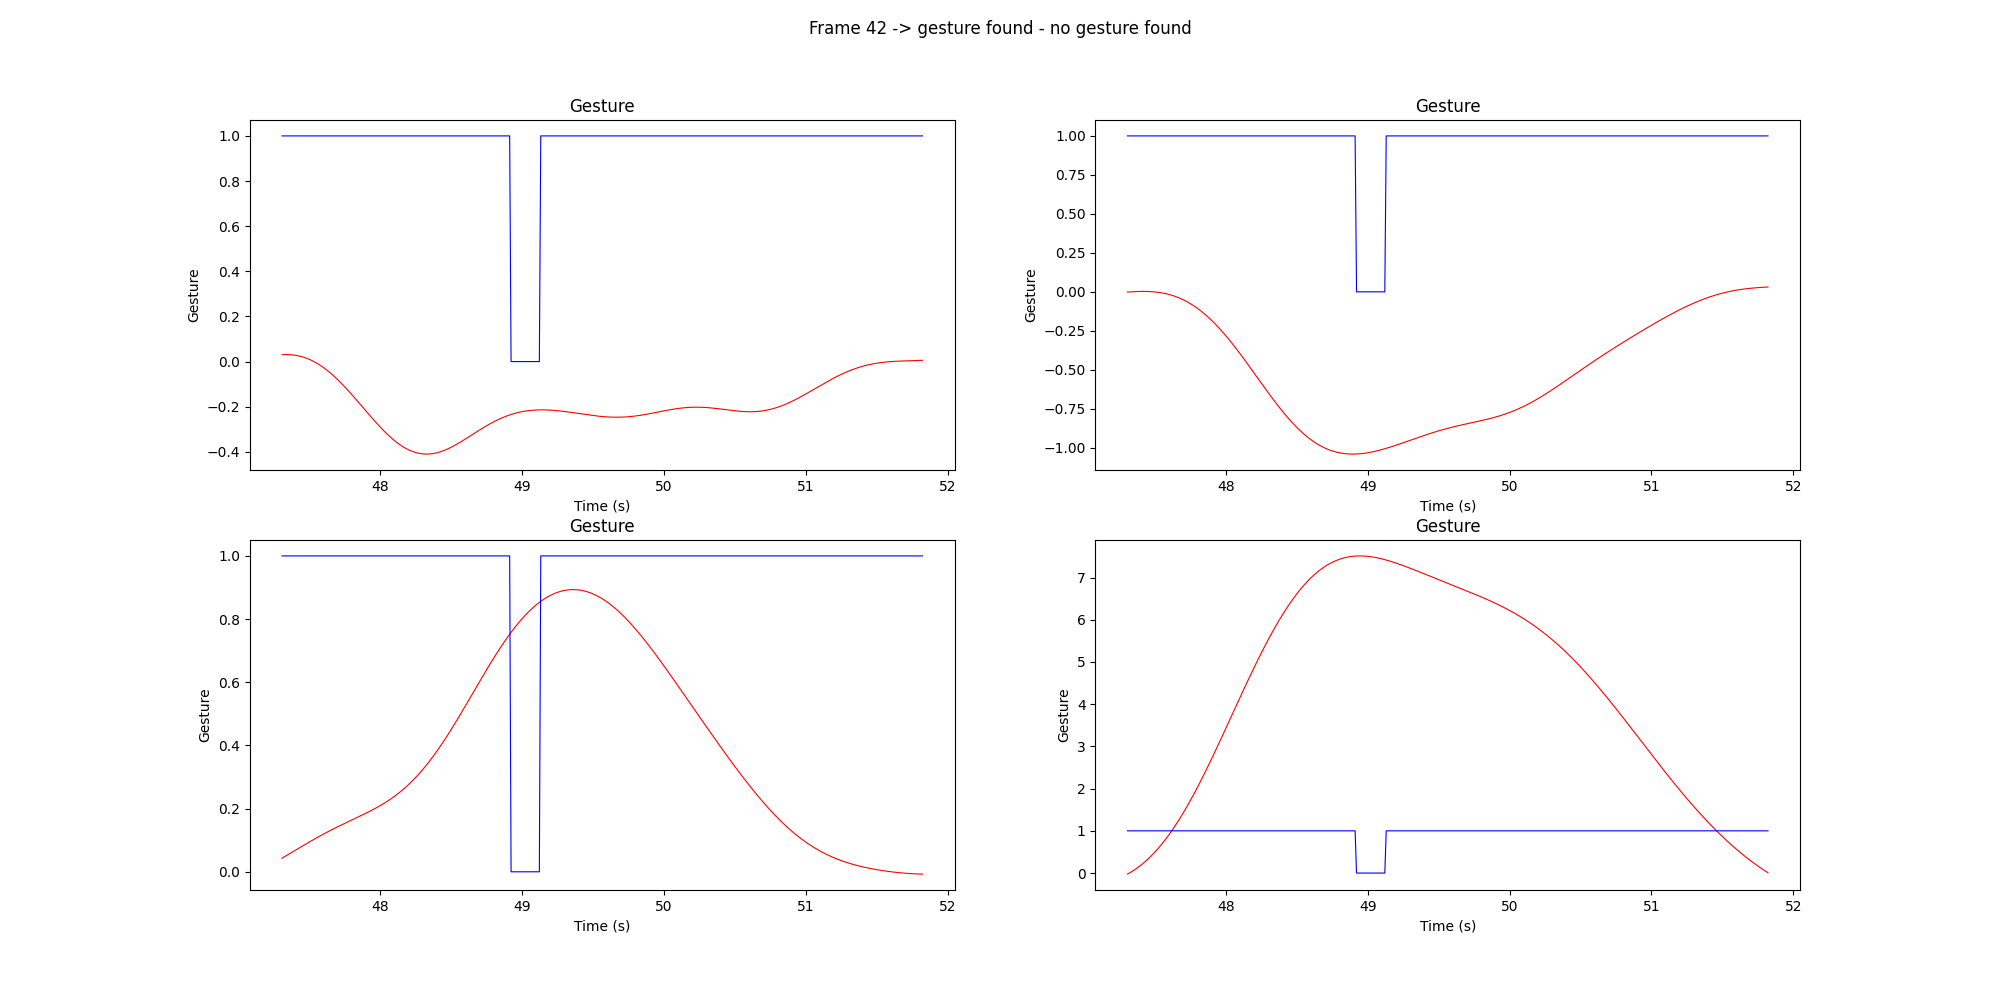 Frame 42 -> gesture found - no gesture found
Gesture
1.0
0.8
0.6
0.4
0.2
0.0
−0.2
−0.4
Gesture
48 49 50 51 52
Time (s)
Gesture
1.00
0.75
0.50
0.25
0.00
−0.25
−0.50
−0.75
−1.00
Gesture
48 49 50 51 52
Time (s)
Gesture
1.0
0.8
0.6
0.4
0.2
0.0
Gesture
48 49 50 51 52
Time (s)
Gesture
7
6
5
4
3
2
1
0
Gesture
48 49 50 51 52
Time (s)